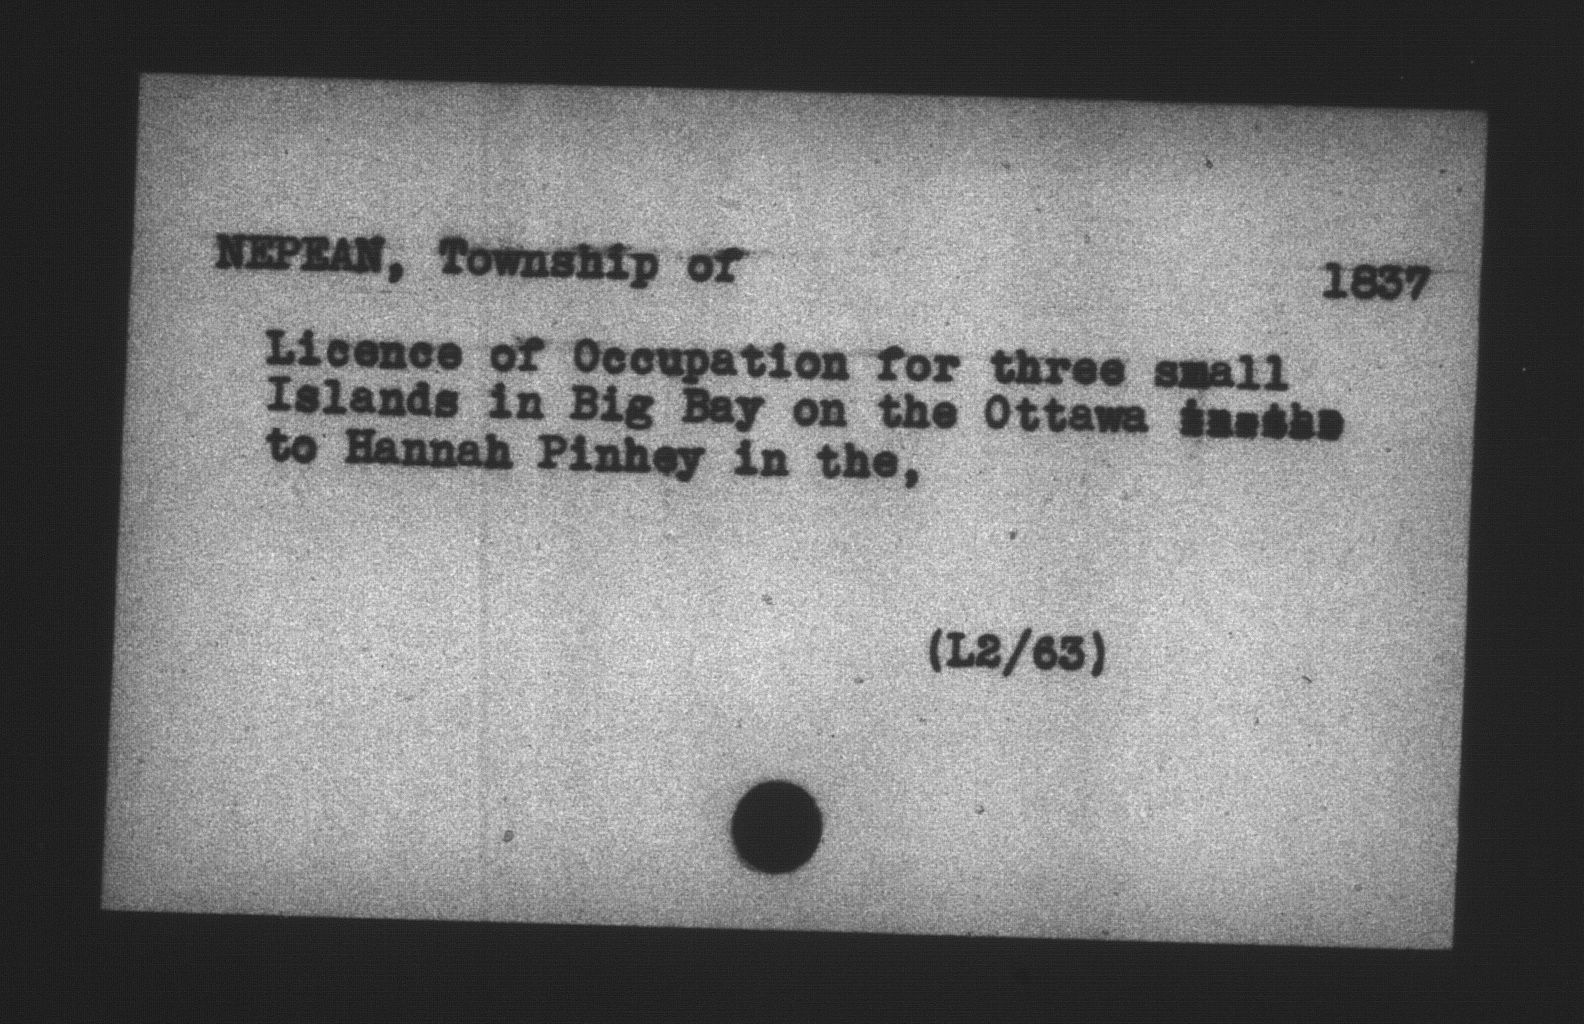 NEPEAN, Township of 1837
Licence of Occupation for three small
Islands in Big Bay on the Ottawa
to Hannah Pinhey in the,
(L2/63)